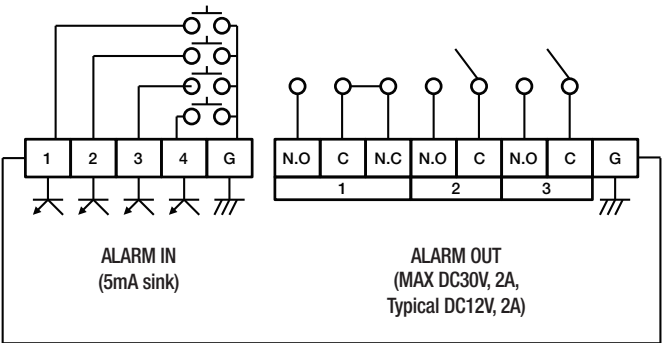 1 2 3 4 G
N.O C N.C N.O C N.O C G
1 2 3
ALARM IN
(5mA sink)
ALARM OUT
(MAX DC30V, 2A,
Typical DC12V, 2A)